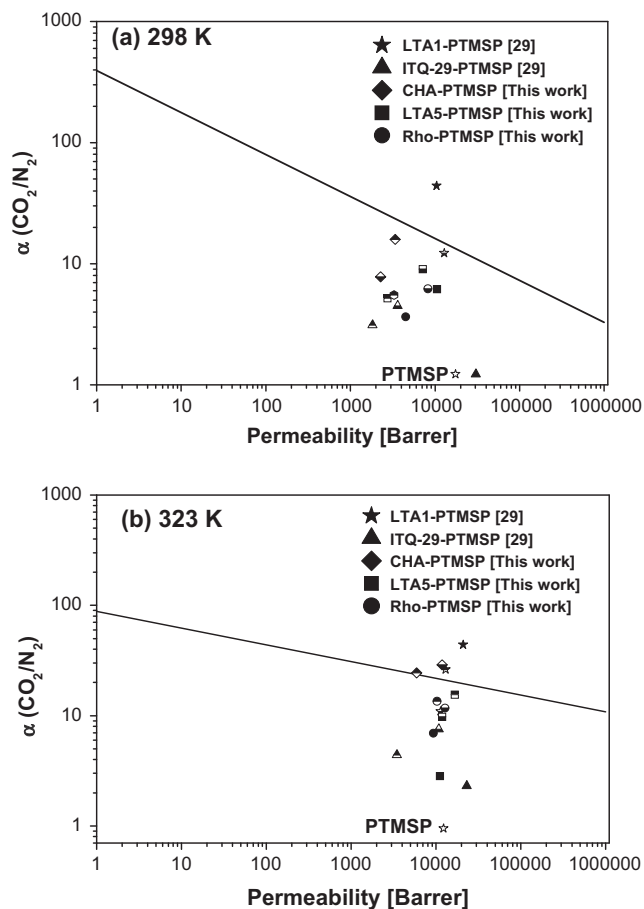 (a) 298 K
LTA1-PTMSP [29]
ITQ-29-PTMSP [29]
CHA-PTMSP [This work]
LTA5-PTMSP [This work]
Rho-PTMSP [This work]
1000
100
10
1
α (CO2/N2)
PTMSP
1 10 100 1000 10000 100000 1000000
Permeability [Barrer]
(b) 323 K
LTA1-PTMSP [29]
ITQ-29-PTMSP [29]
CHA-PTMSP [This work]
LTA5-PTMSP [This work]
Rho-PTMSP [This work]
1000
100
10
1
α (CO2/N2)
PTMSP
1 10 100 1000 10000 100000 1000000
Permeability [Barrer]